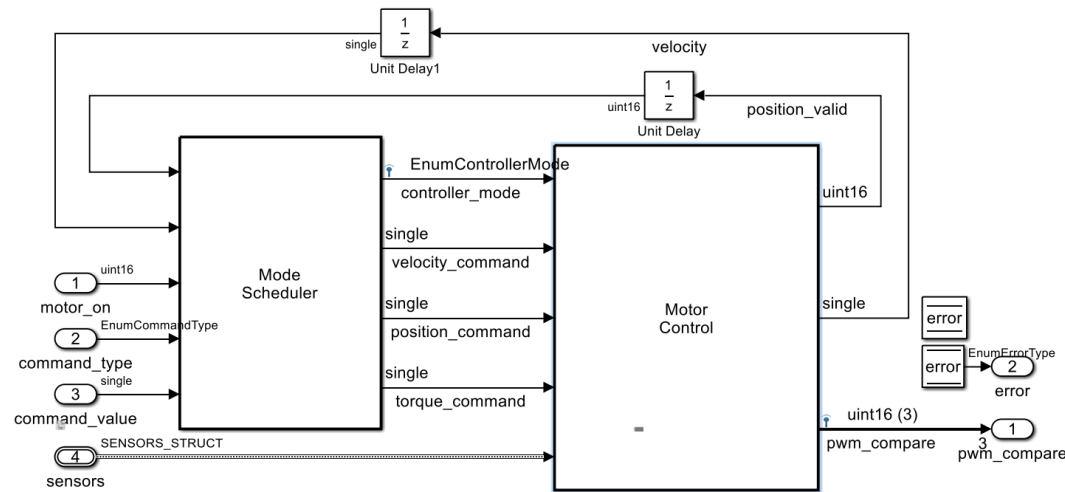 1
z
single
Unit Delay1
velocity
1
z
uint16
Unit Delay
position_valid
EnumControllerMode
controller_mode
uint16
single
velocity_command
uint16
1
motor_on
Mode
Scheduler
Motor
Control
single
single
position_command
error
EnumCommandType
2
command_type
error
EnumErrorType
2
error
single
torque_command
single
3
command_value
uint16 (3)
pwm_compare
3
1
pwm_compare
SENSORS_STRUCT
4
sensors